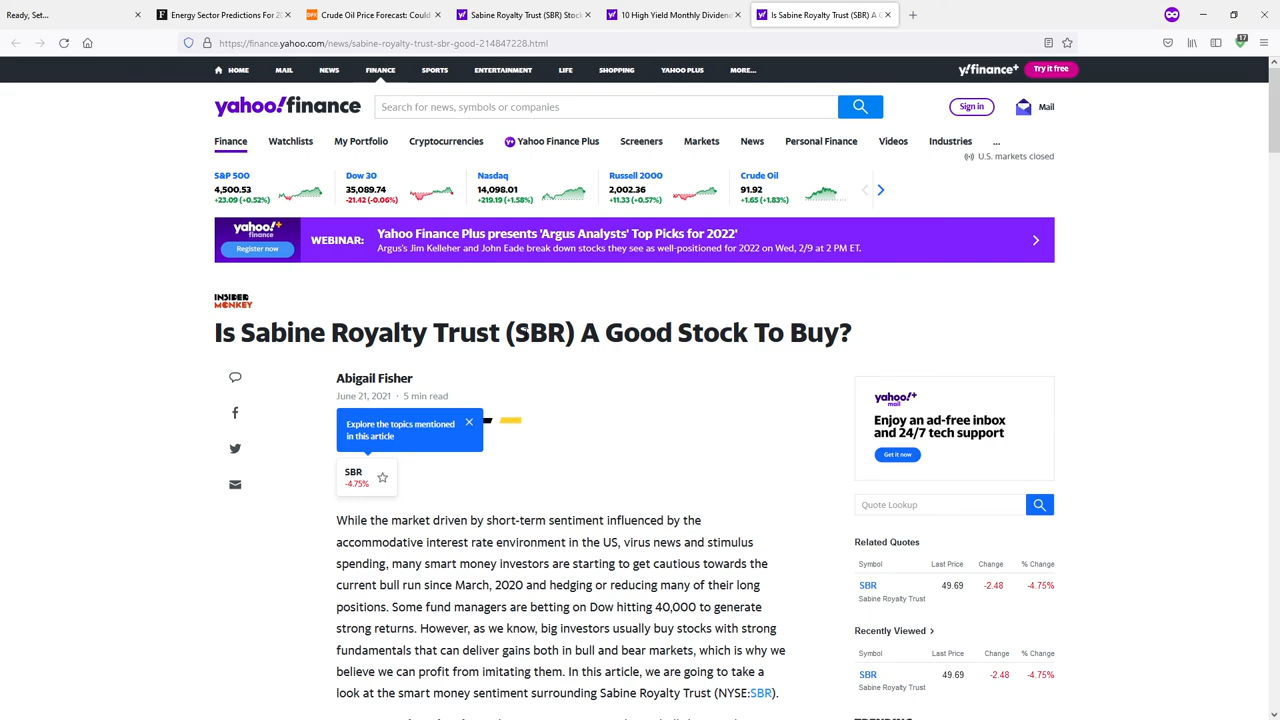 Ready, Set...
Energy Sector Predictions For 2
Crude Oil Price Forecast: Could
Sabine Royalty Trust (SBR) Stoc
10 High Yield Monthly Dividend
Is Sabine Royalty Trust (SBR) A G
17
https://finance.yahoo.com/news/sabine-royalty-trust-sbr-good-214847228.html
HOME MAIL NEWS FINANCE SPORTS ENTERTAINMENT LIFE SHOPPING YAHOO PLUS MORE...
y!finance+ Try it free
yahoo!finance
Search for news, symbols or companies
Sign in
Mail
Finance Watchlists My Portfolio Cryptocurrencies Yahoo Finance Plus Screeners Markets News Personal Finance Videos Industries ...
U.S. markets closed
S&P 500
4,500.53
+23.09 (+0.52%)
Dow 30
35,089.74
-21.42 (-0.06%)
Nasdaq
14,098.01
+219.19 (+1.58%)
Russell 2000
2,002.36
+11.33 (+0.57%)
Crude Oil
91.92
+1.65 (+1.83%)
yahoo!+
finance
Register now
WEBINAR:
Yahoo Finance Plus presents 'Argus Analysts' Top Picks for 2022'
Argus's Jim Kelleher and John Eade break down stocks they see as well-positioned for 2022 on Wed, 2/9 at 2 PM ET.
INSIDER
MONKEY
Is Sabine Royalty Trust (SBR) A Good Stock To Buy?
Abigail Fisher
June 21, 2021 · 5 min read
Explore the topics mentioned
in this article
SBR
-4.75%
While the market driven by short-term sentiment influenced by the
accommodative interest rate environment in the US, virus news and stimulus
spending, many smart money investors are starting to get cautious towards the
current bull run since March, 2020 and hedging or reducing many of their long
positions. Some fund managers are betting on Dow hitting 40,000 to generate
strong returns. However, as we know, big investors usually buy stocks with strong
fundamentals that can deliver gains both in bull and bear markets, which is why we
believe we can profit from imitating them. In this article, we are going to take a
look at the smart money sentiment surrounding Sabine Royalty Trust (NYSE:SBR).
yahoo!+
mail
Enjoy an ad-free inbox
and 24/7 tech support
Get it now
Quote Lookup
Related Quotes
Symbol Last Price Change % Change
SBR 49.69 -2.48 -4.75%
Sabine Royalty Trust
Recently Viewed
Symbol Last Price Change % Change
SBR 49.69 -2.48 -4.75%
Sabine Royalty Trust